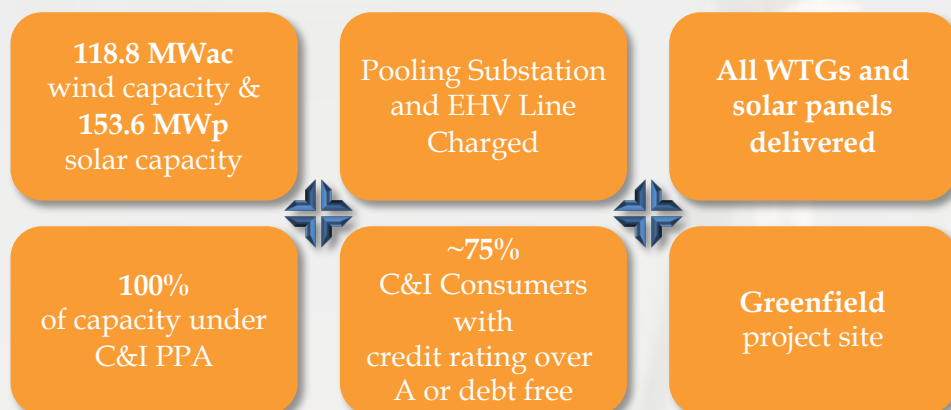 118.8 MWac
wind capacity &
153.6 MWp
solar capacity
Pooling Substation
and EHV Line
Charged
All WTGs and
solar panels
delivered
100%
of capacity under
C&I PPA
~75%
C&I Consumers
with
credit rating over
A or debt free
Greenfield
project site